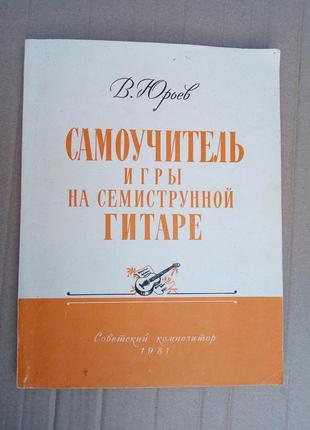 В. Юрьев
САМОУЧИТЕЛЬ
ИГРЫ
НА СЕМИСТРУННОЙ
ГИТАРЕ
Советский композитор
1981